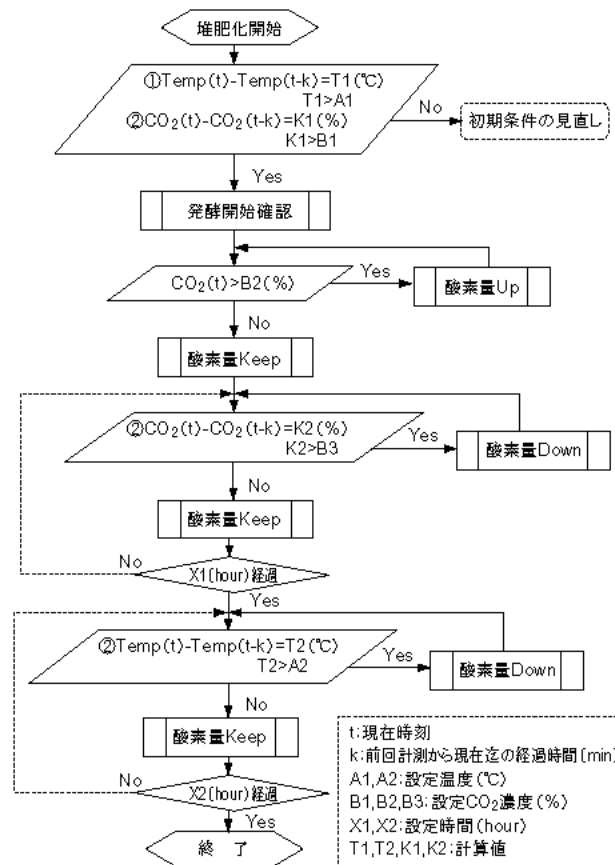 堆肥化開始
①Temp(t)-Temp(t-k)=T1(℃)
T1>A1
②CO₂(t)-CO₂(t-k)=K1(%)
K1>B1
No
初期条件の見直し
Yes
発酵開始確認
CO₂(t)>B2(%)
Yes
酸素量Up
No
酸素量Keep
②CO₂(t)-CO₂(t-k)=K2(%)
K2>B3
Yes
酸素量Down
No
酸素量Keep
No
X1(hour)経過
Yes
②Temp(t)-Temp(t-k)=T2(℃)
T2>A2
Yes
酸素量Down
No
酸素量Keep
No
X2(hour)経過
Yes
終 了
t:現在時刻
k:前回計測から現在迄の経過時間(min)
A1,A2:設定温度(℃)
B1,B2,B3:設定CO₂濃度(%)
X1,X2:設定時間(hour)
T1,T2,K1,K2:計算値